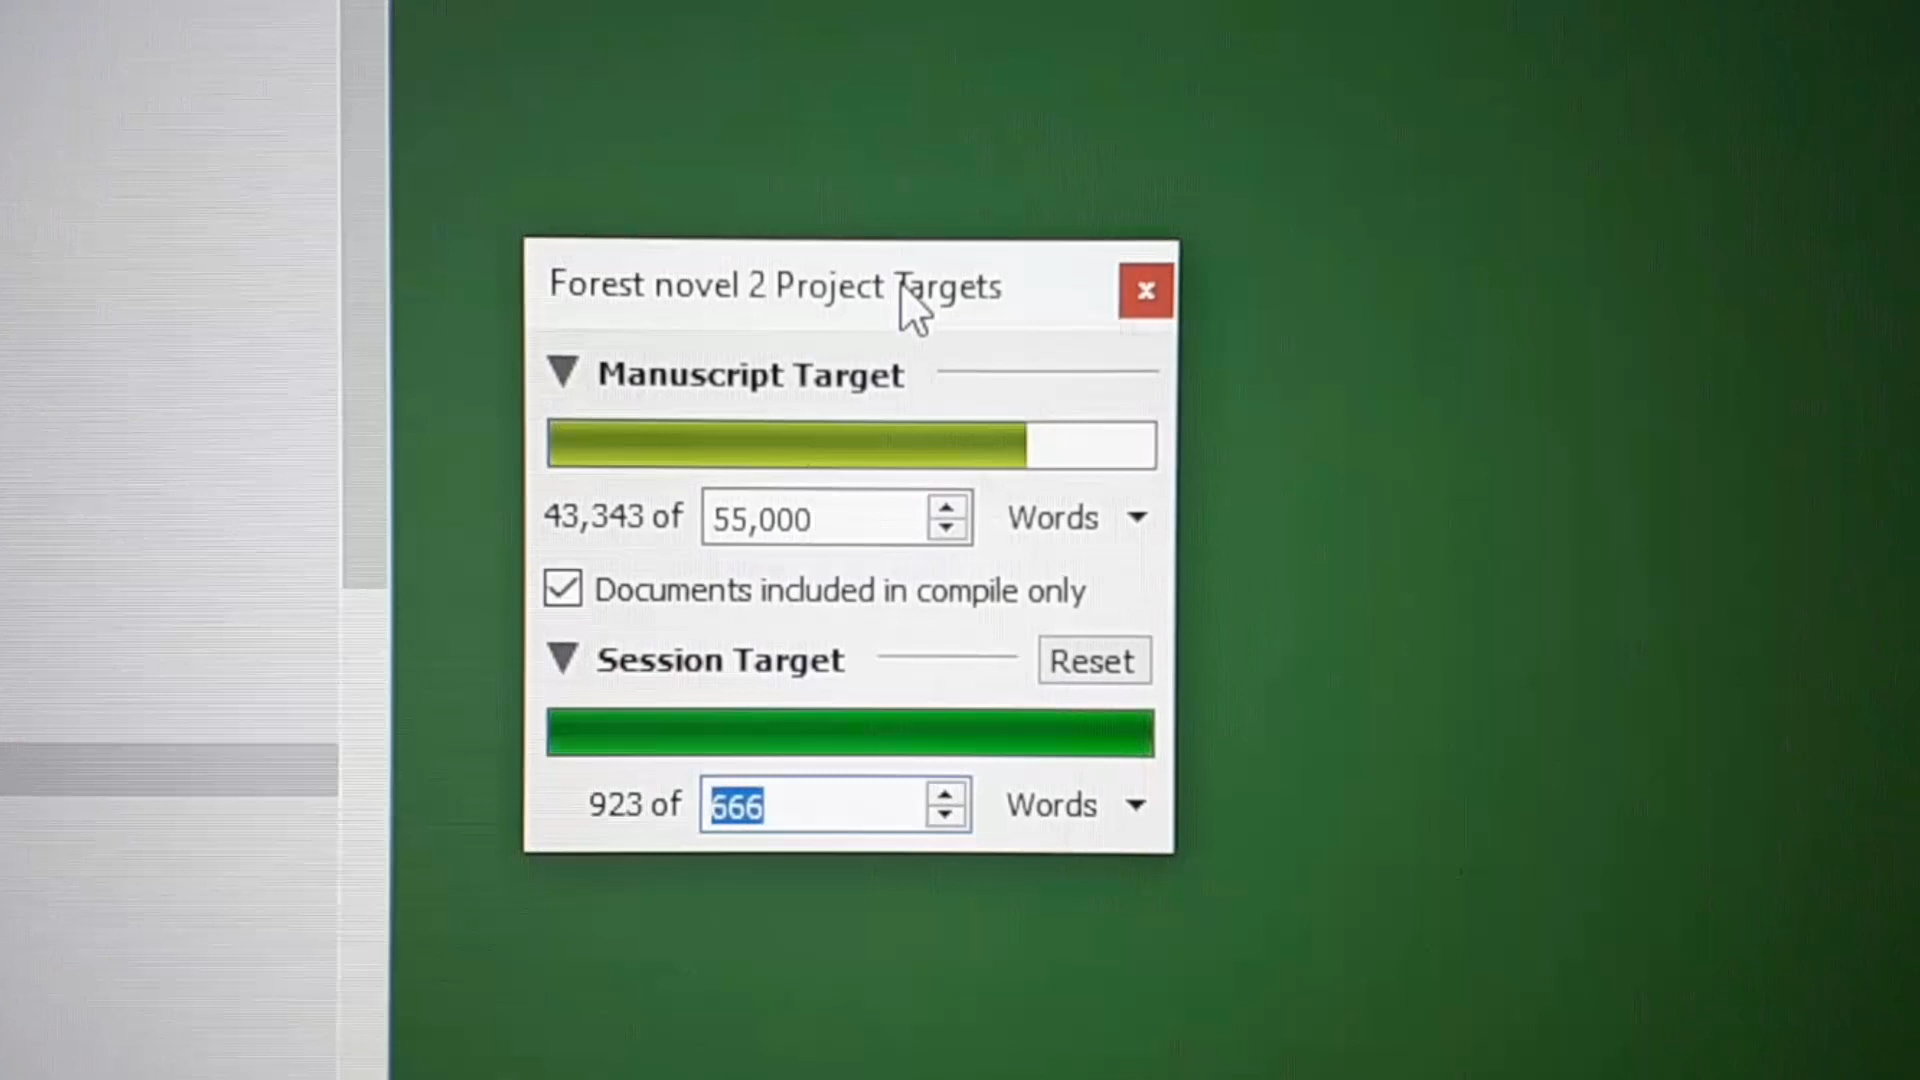 Forest novel 2 Project Targets
x
Manuscript Target
43,343 of 55,000 Words
Documents included in compile only
Session Target Reset
923 of 666 Words